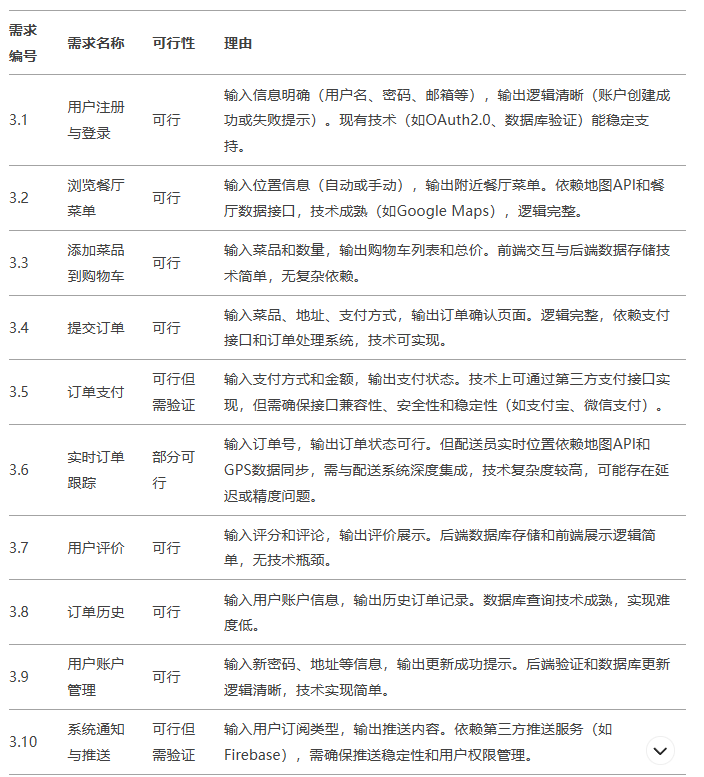 需求编号 需求名称 可行性 理由
3.1 用户注册与登录 可行 输入信息明确（用户名、密码、邮箱等），输出逻辑清晰（账户创建成功或失败提示）。现有技术（如OAuth2.0、数据库验证）能稳定支持。
3.2 浏览餐厅菜单 可行 输入位置信息（自动或手动），输出附近餐厅菜单。依赖地图API和餐厅数据接口，技术成熟（如Google Maps），逻辑完整。
3.3 添加菜品到购物车 可行 输入菜品和数量，输出购物车列表和总价。前端交互与后端数据存储技术简单，无复杂依赖。
3.4 提交订单 可行 输入菜品、地址、支付方式，输出订单确认页面。逻辑完整，依赖支付接口和订单处理系统，技术可实现。
3.5 订单支付 可行但需验证 输入支付方式和金额，输出支付状态。技术上可通过第三方支付接口实现，但需确保接口兼容性、安全性和稳定性（如支付宝、微信支付）。
3.6 实时订单跟踪 部分可行 输入订单号，输出订单状态可行。但配送员实时位置依赖地图API和GPS数据同步，需与配送系统深度集成，技术复杂度较高，可能存在延迟或精度问题。
3.7 用户评价 可行 输入评分和评论，输出评价展示。后端数据库存储和前端展示逻辑简单，无技术瓶颈。
3.8 订单历史 可行 输入用户账户信息，输出历史订单记录。数据库查询技术成熟，实现难度低。
3.9 用户账户管理 可行 输入新密码、地址等信息，输出更新成功提示。后端验证和数据库更新逻辑清晰，技术实现简单。
3.10 系统通知与推送 可行但需验证 输入用户订阅类型，输出推送内容。依赖第三方推送服务（如Firebase），需确保推送稳定性和用户权限管理。